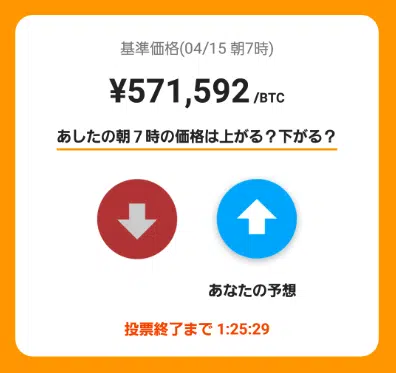 基準価格(04/15 朝7時)
¥571,592 /BTC
あしたの朝７時の価格は上がる？下がる？
あなたの予想
投票終了まで 1:25:29